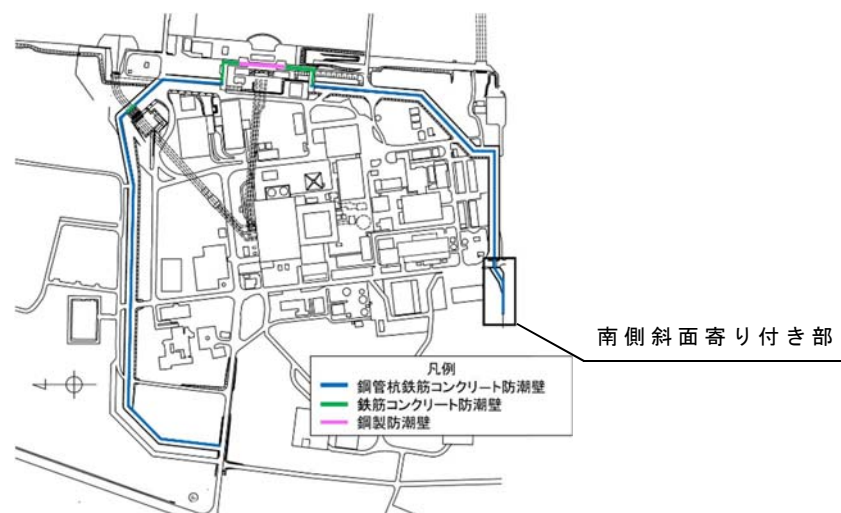 南側斜面寄り付き部
凡例
鋼管杭鉄筋コンクリート防潮壁
鉄筋コンクリート防潮壁
鋼製防潮壁